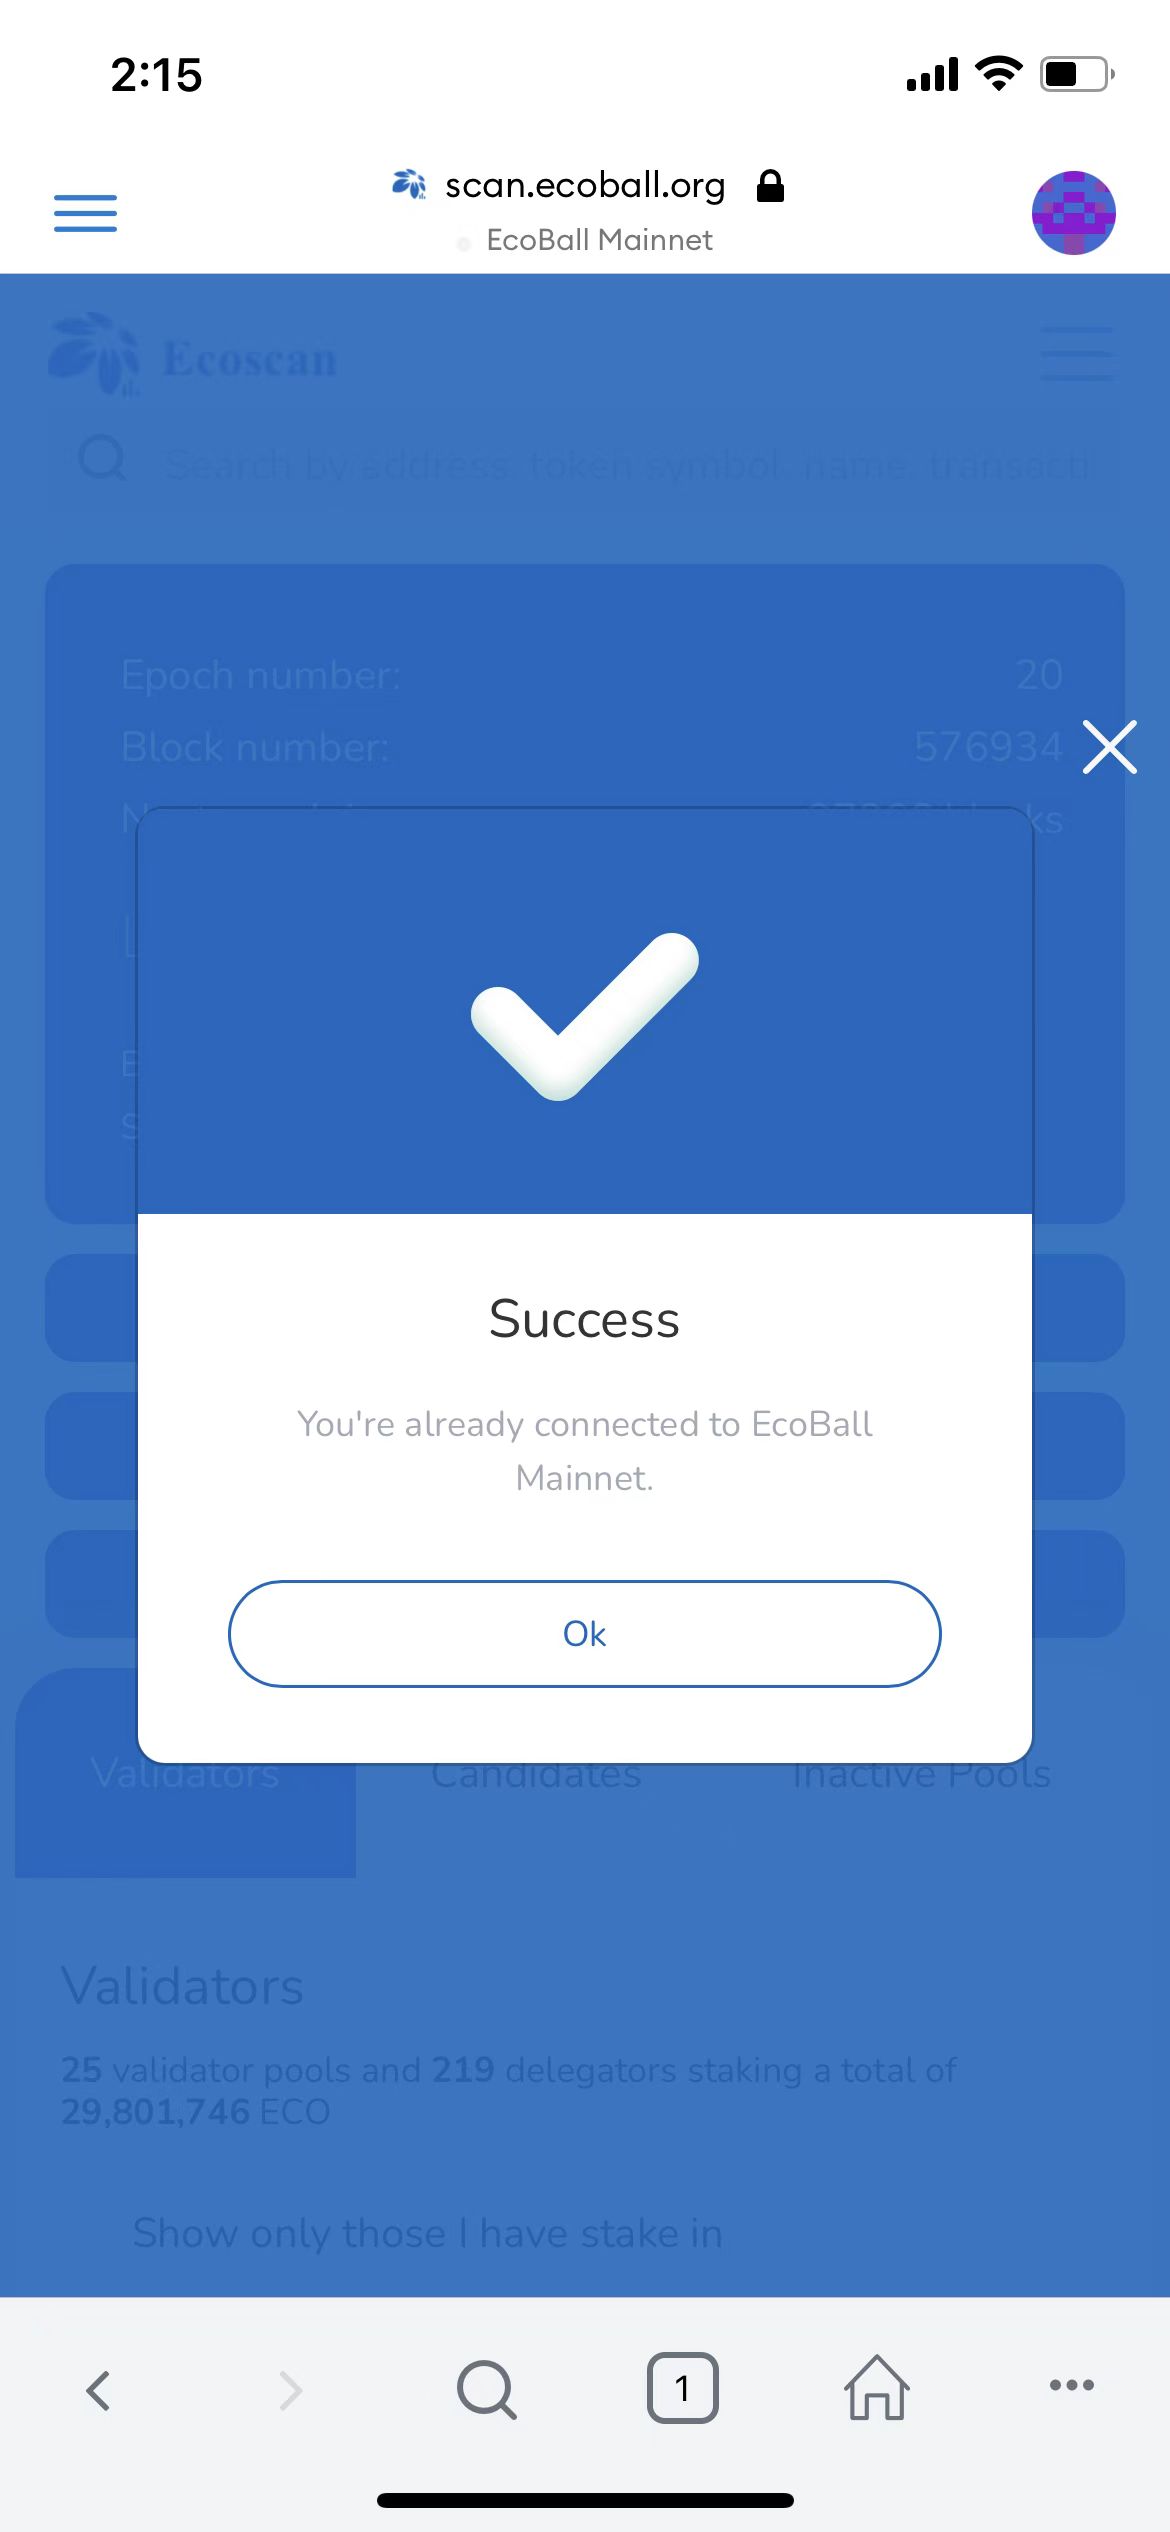 2:15
scan.ecoball.org
EcoBall Mainnet
Ecoscan
Search by address, token symbol, name, transacti
Epoch number: 20
Block number: 576934
ks
Success
You're already connected to EcoBall
Mainnet.
Ok
Validators Candidates Inactive Pools
Validators
25 validator pools and 219 delegators staking a total of
29,801,746 ECO
Show only those I have stake in
1